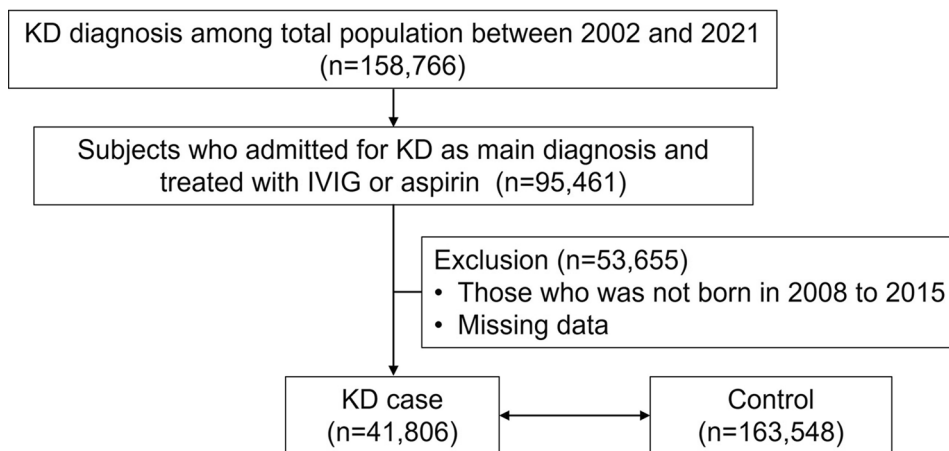 KD diagnosis among total population between 2002 and 2021
(n=158,766)
Subjects who admitted for KD as main diagnosis and
treated with IVIG or aspirin (n=95,461)
Exclusion (n=53,655)
• Those who was not born in 2008 to 2015
• Missing data
KD case
(n=41,806)
Control
(n=163,548)